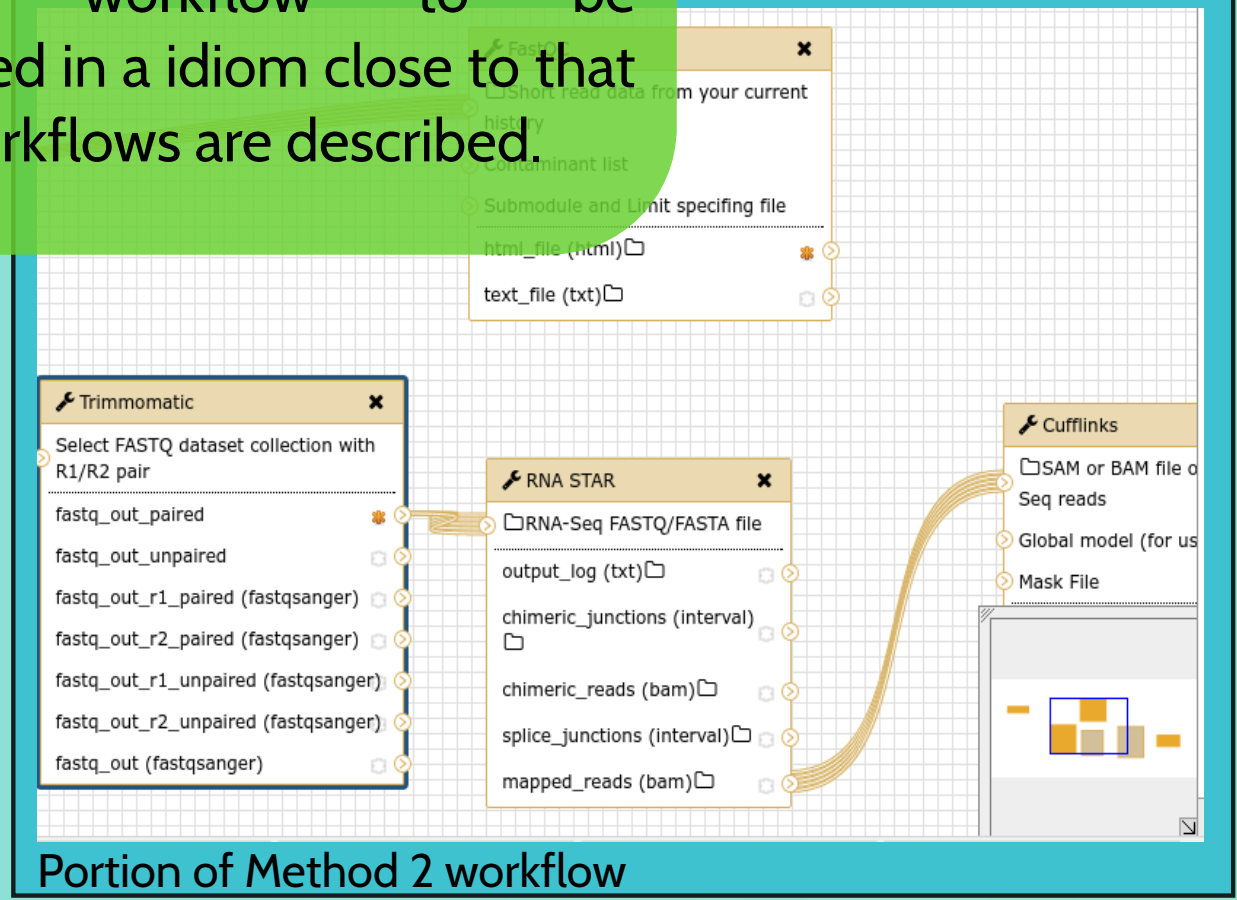 workflow to be
ed in a idiom close to that
rkflows are described.
FastQC
Short read data from your current
history
Contaminant list
Submodule and Limit specifing file
html_file (html)
text_file (txt)
Trimmomatic
Select FASTQ dataset collection with
R1/R2 pair
fastq_out_paired
fastq_out_unpaired
fastq_out_r1_paired (fastqsanger)
fastq_out_r2_paired (fastqsanger)
fastq_out_r1_unpaired (fastqsanger)
fastq_out_r2_unpaired (fastqsanger)
fastq_out (fastqsanger)
RNA STAR
RNA-Seq FASTQ/FASTA file
output_log (txt)
chimeric_junctions (interval)
chimeric_reads (bam)
splice_junctions (interval)
mapped_reads (bam)
Cufflinks
SAM or BAM file o
Seq reads
Global model (for us
Mask File
Portion of Method 2 workflow